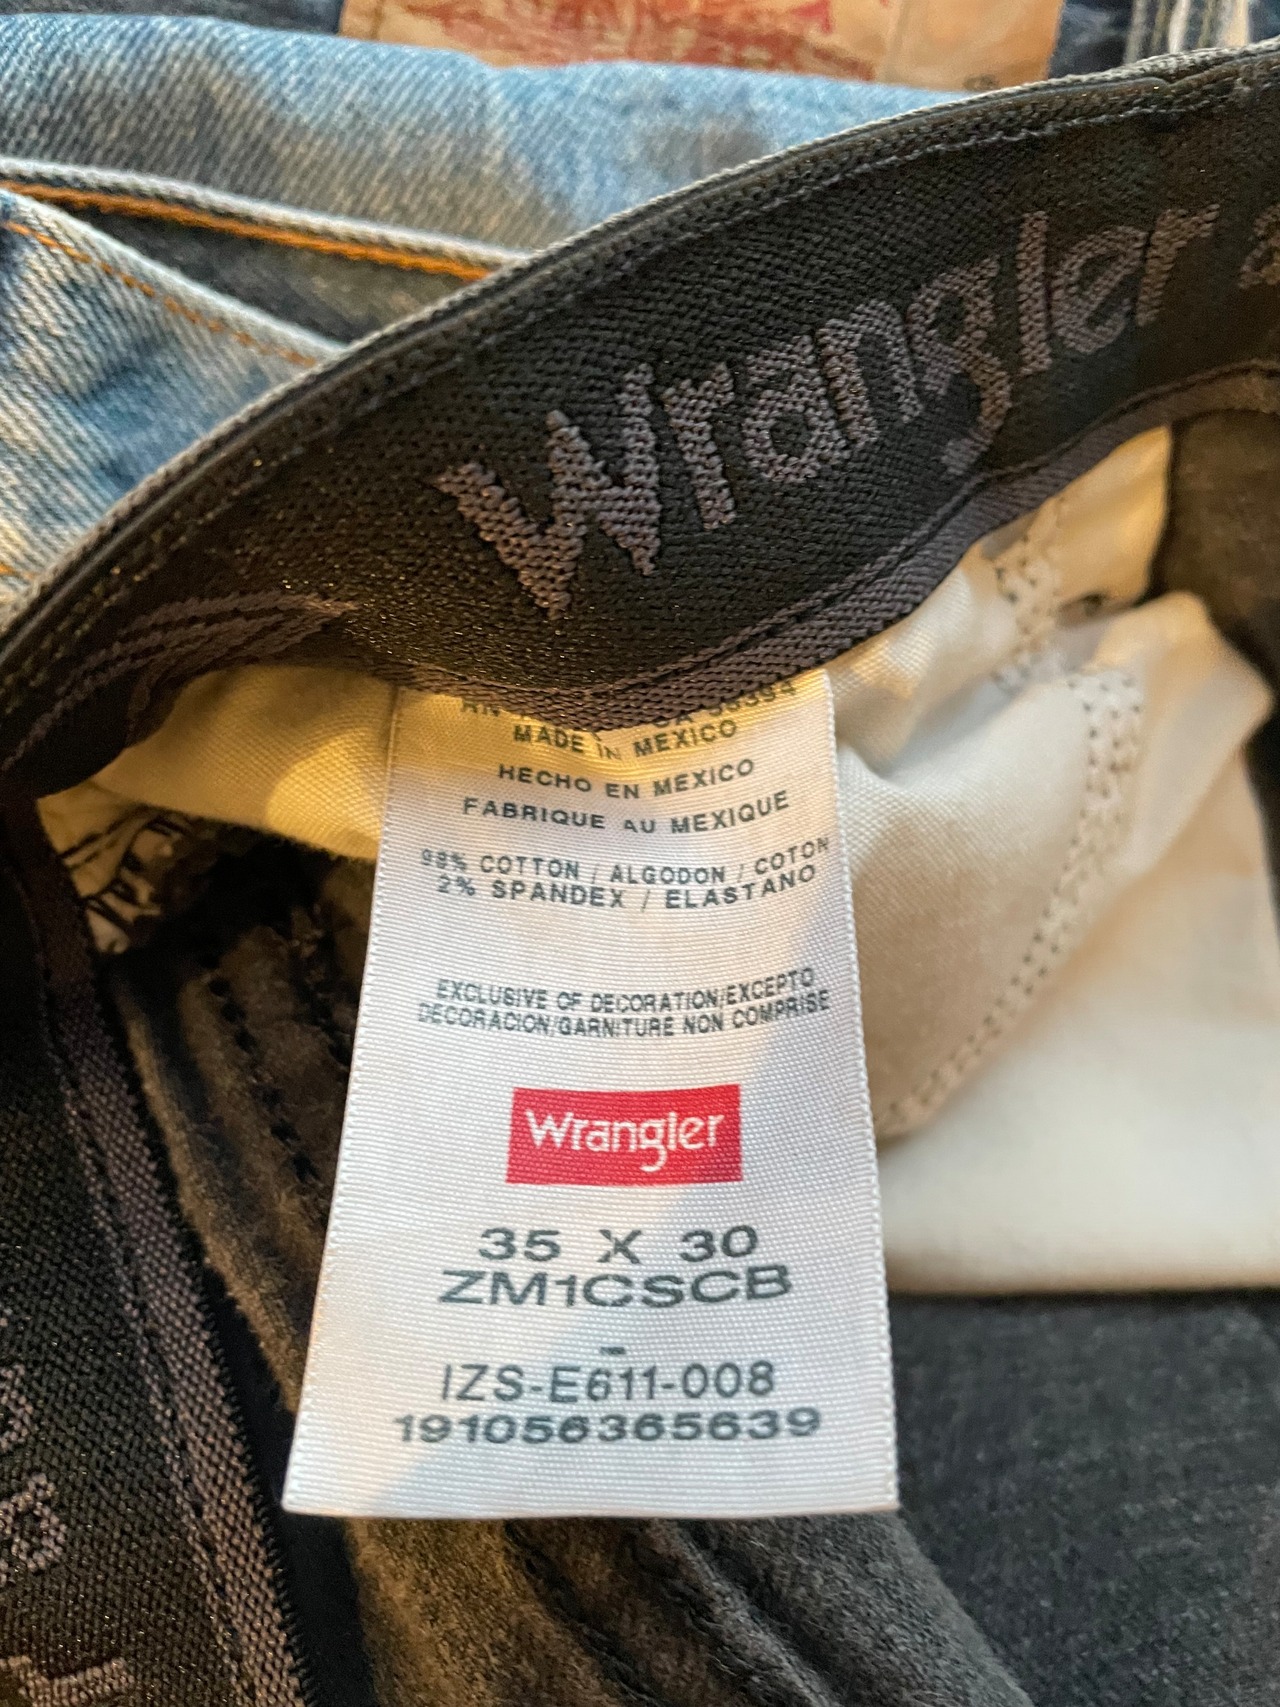 Wrangler
MADE IN MEXICO
HECHO EN MEXICO
FABRIQUE AU MEXIQUE
98% COTTON / ALGODON / COTON
2% SPANDEX / ELASTANO
EXCLUSIVE OF DECORATION/EXCEPTO
DECORACION/GARNITURE NON COMPRISE
Wrangler
35 X 30
ZM1CSCB
-
IZS-E611-008
191056365639